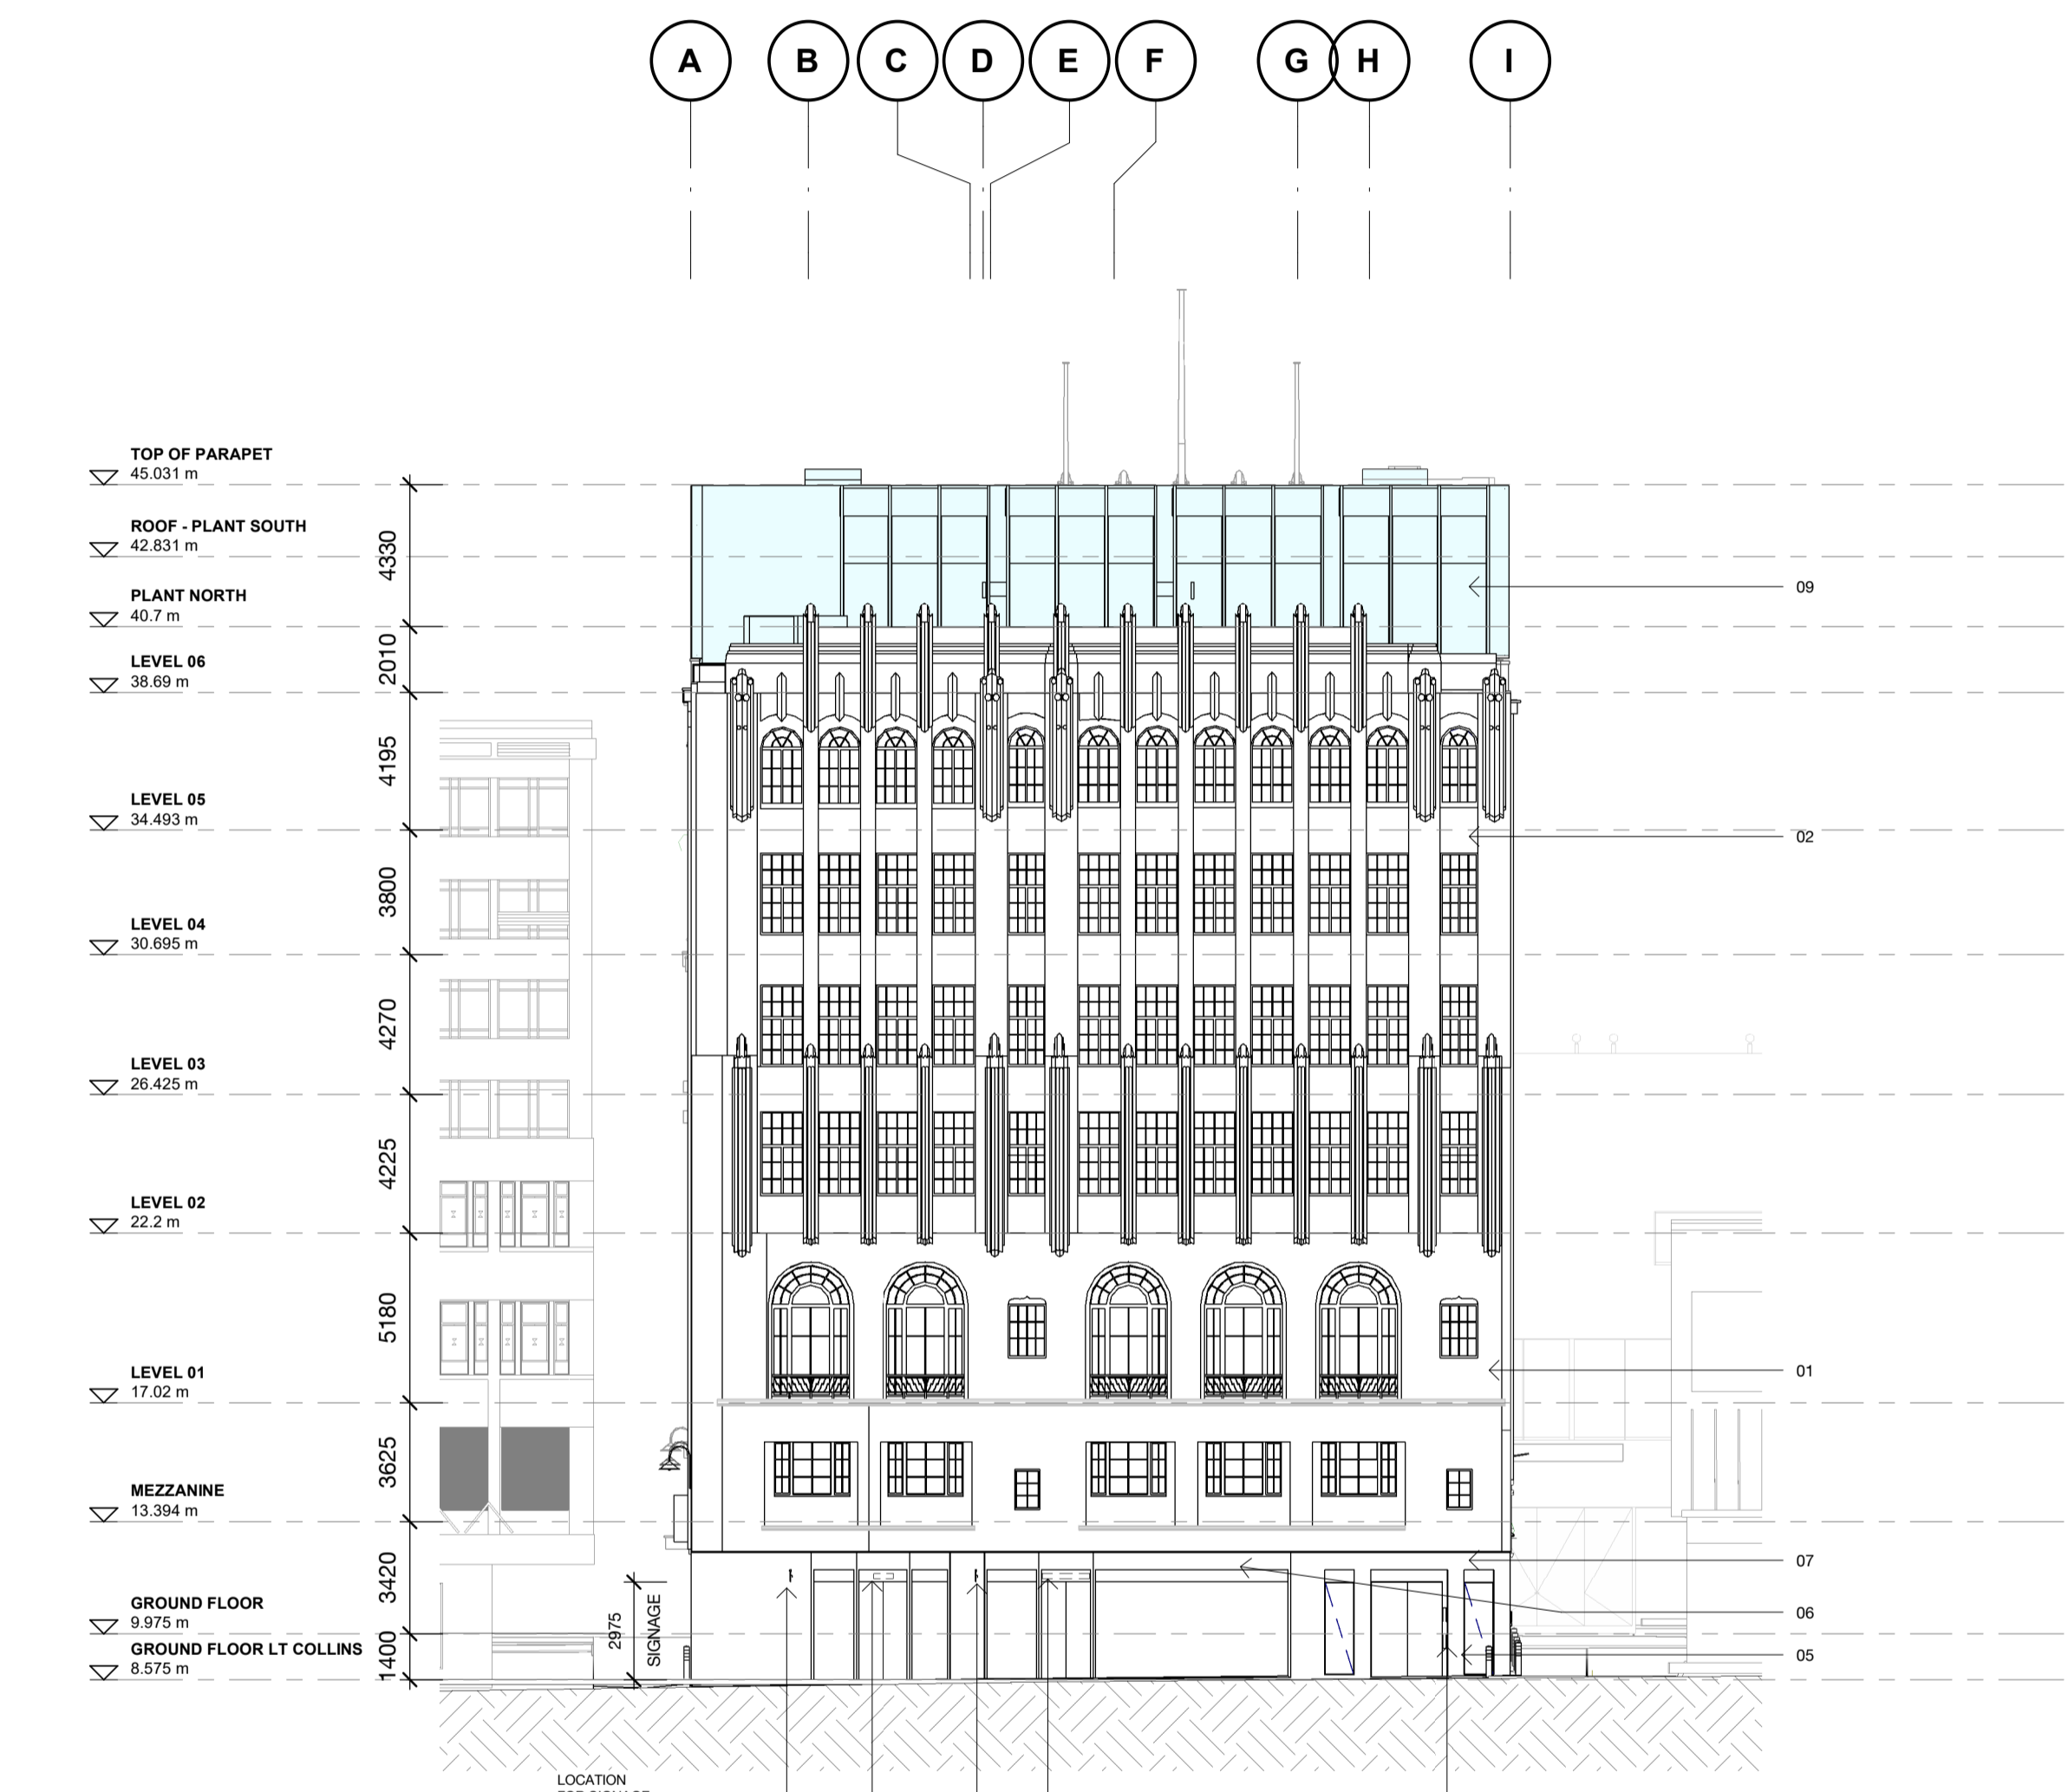 A B C D E F G H I
TOP OF PARAPET
45.031 m
ROOF - PLANT SOUTH
42.831 m
4330
PLANT NORTH
40.7 m
09
2010
LEVEL 06
38.69 m
4195
LEVEL 05
34.493 m
02
3800
LEVEL 04
30.695 m
4270
LEVEL 03
26.425 m
4225
LEVEL 02
22.2 m
5180
LEVEL 01
17.02 m
01
3625
MEZZANINE
13.394 m
07
3420
GROUND FLOOR
9.975 m
2975
SIGNAGE
06
1400
GROUND FLOOR LT COLLINS
8.575 m
05
LOCATION